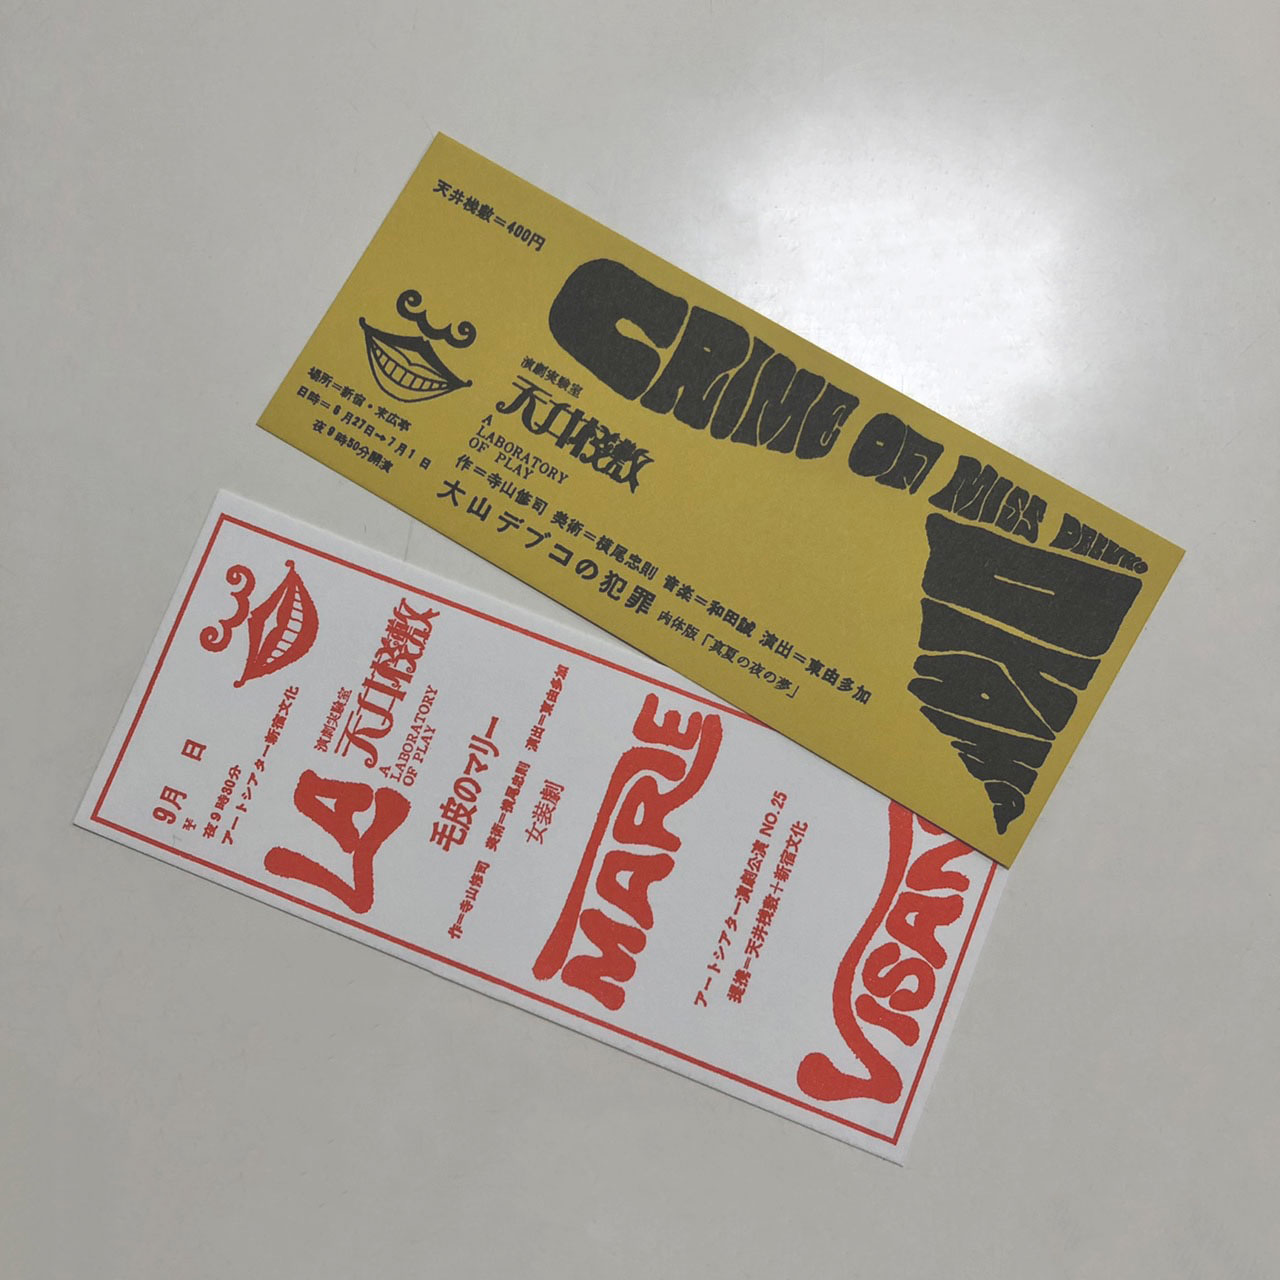 天井桟敷＝400円
CRIME OF MISS DEBUKO
場所＝新宿・末広亭
日時＝6月27日→7月1日
夜9時50分開演
演劇実験室
天井桟敷
A
LABORATORY
OF PLAY
作＝寺山修司 美術＝横尾忠則 音楽＝和田誠 演出＝東由多加
大山デブコの犯罪 肉体版「真夏の夜の夢」
9月 日
夜9時30分
アートシアター新宿文化
演劇実験室
天井桟敷
A
LABORATORY
OF PLAY
LA
毛皮のマリー
作＝寺山修司 美術＝横尾忠則 演出＝東由多加
女装劇
MARIE
アートシアター演劇公演 NO.25
提携＝天井桟敷＋新宿文化
VISAN